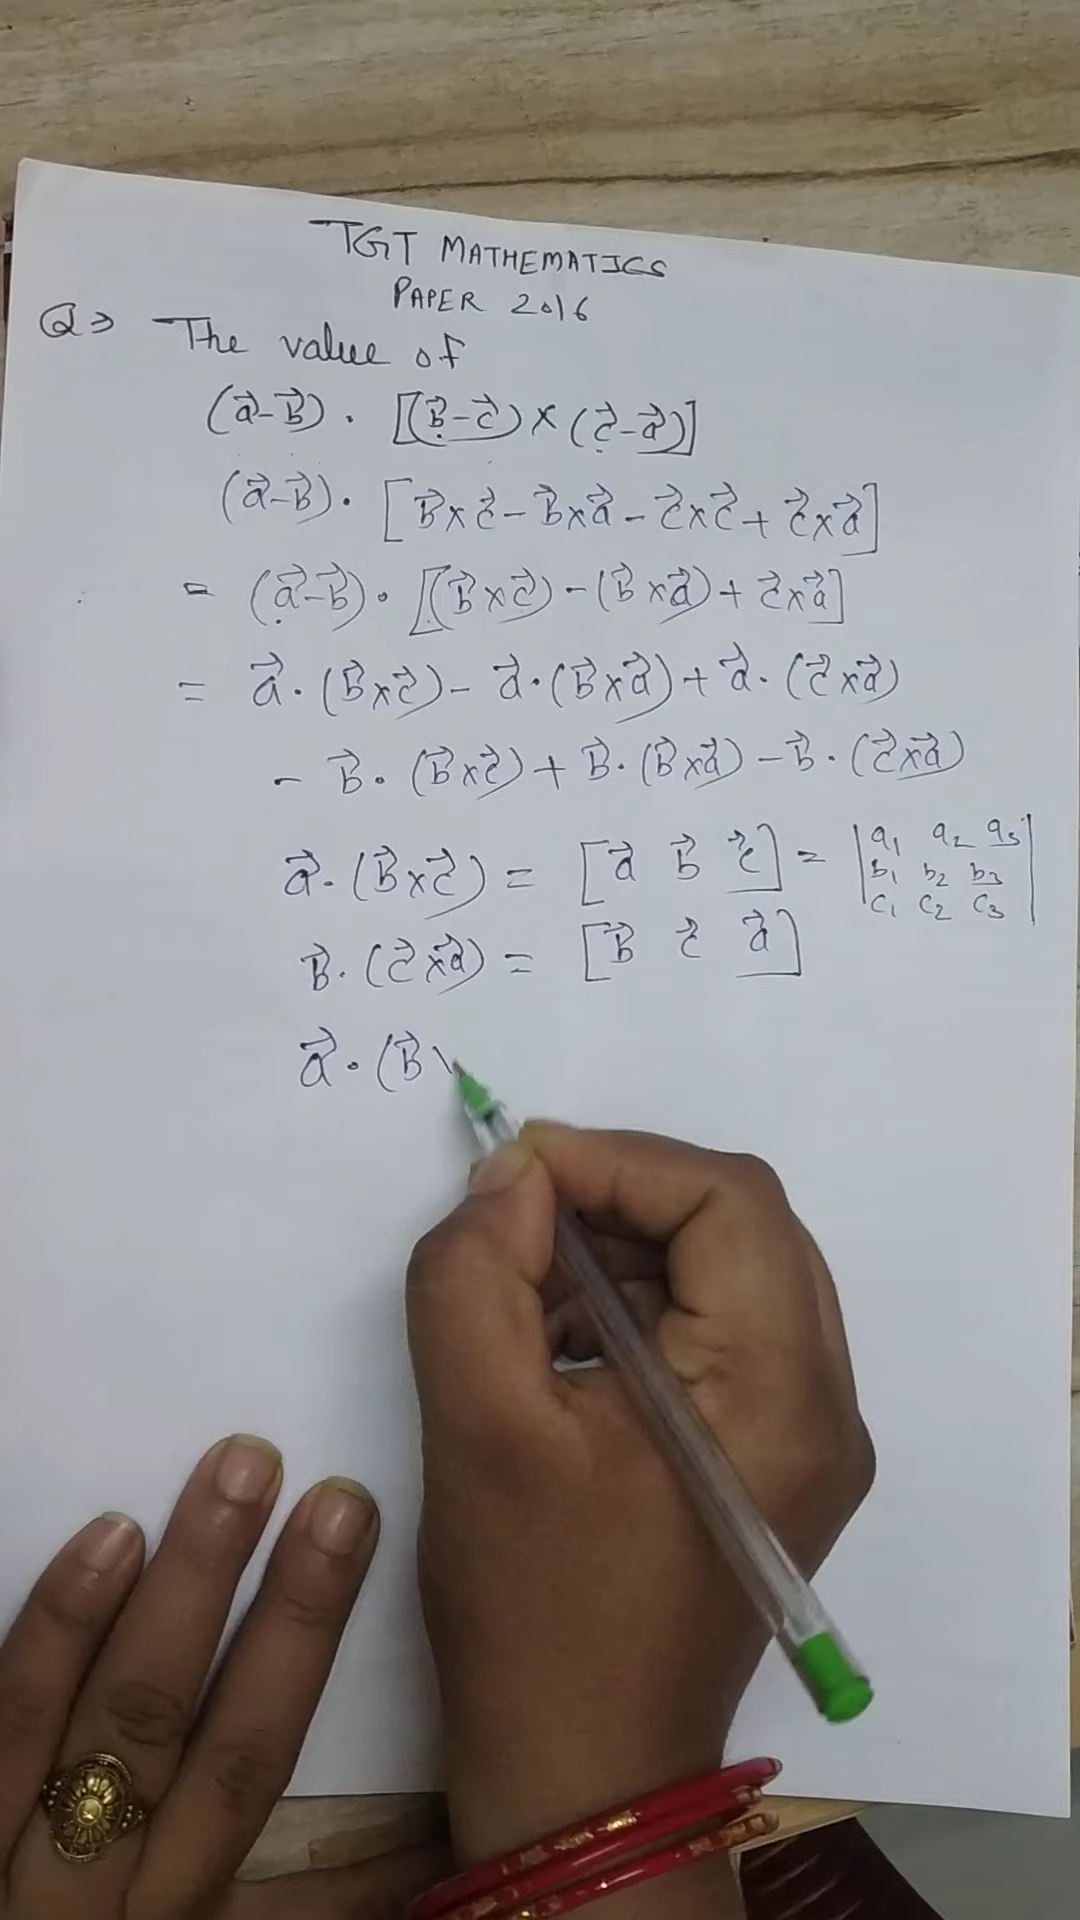 TGT MATHEMATICS
PAPER 2016
Q⇒ The value of
(a⃗-b⃗) · [(b⃗-c⃗) × (c⃗-a⃗)]
(a⃗-b⃗) · [b⃗×c⃗ - b⃗×a⃗ - c⃗×c⃗ + c⃗×a⃗]
= (a⃗-b⃗) · [(b⃗×c⃗) - (b⃗×a⃗) + c⃗×a⃗]
= a⃗·(b⃗×c⃗) - a⃗·(b⃗×a⃗) + a⃗·(c⃗×a⃗)
- b⃗·(b⃗×c⃗) + b⃗·(b⃗×a⃗) - b⃗·(c⃗×a⃗)
a⃗·(b⃗×c⃗) = [a⃗ b⃗ c⃗] = |a₁ a₂ a₃
b₁ b₂ b₃
c₁ c₂ c₃|
b⃗·(c⃗×a⃗) = [b⃗ c⃗ a⃗]
a⃗·(b⃗ \